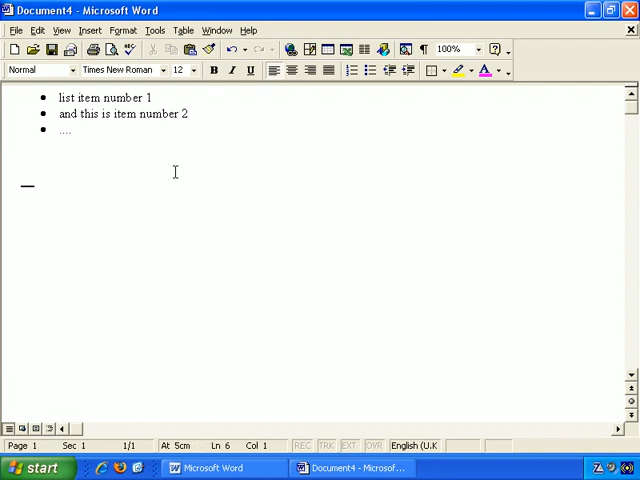 Document4 - Microsoft Word
File Edit View Insert Format Tools Table Window Help
100%
Normal Times New Roman 12 B I U
list item number 1
and this is item number 2
....
Page 1 Sec 1 1/1 At 5cm Ln 6 Col 1 REC TRK EXT OVR English (U.K
start Microsoft Word Document4 - Microsof...